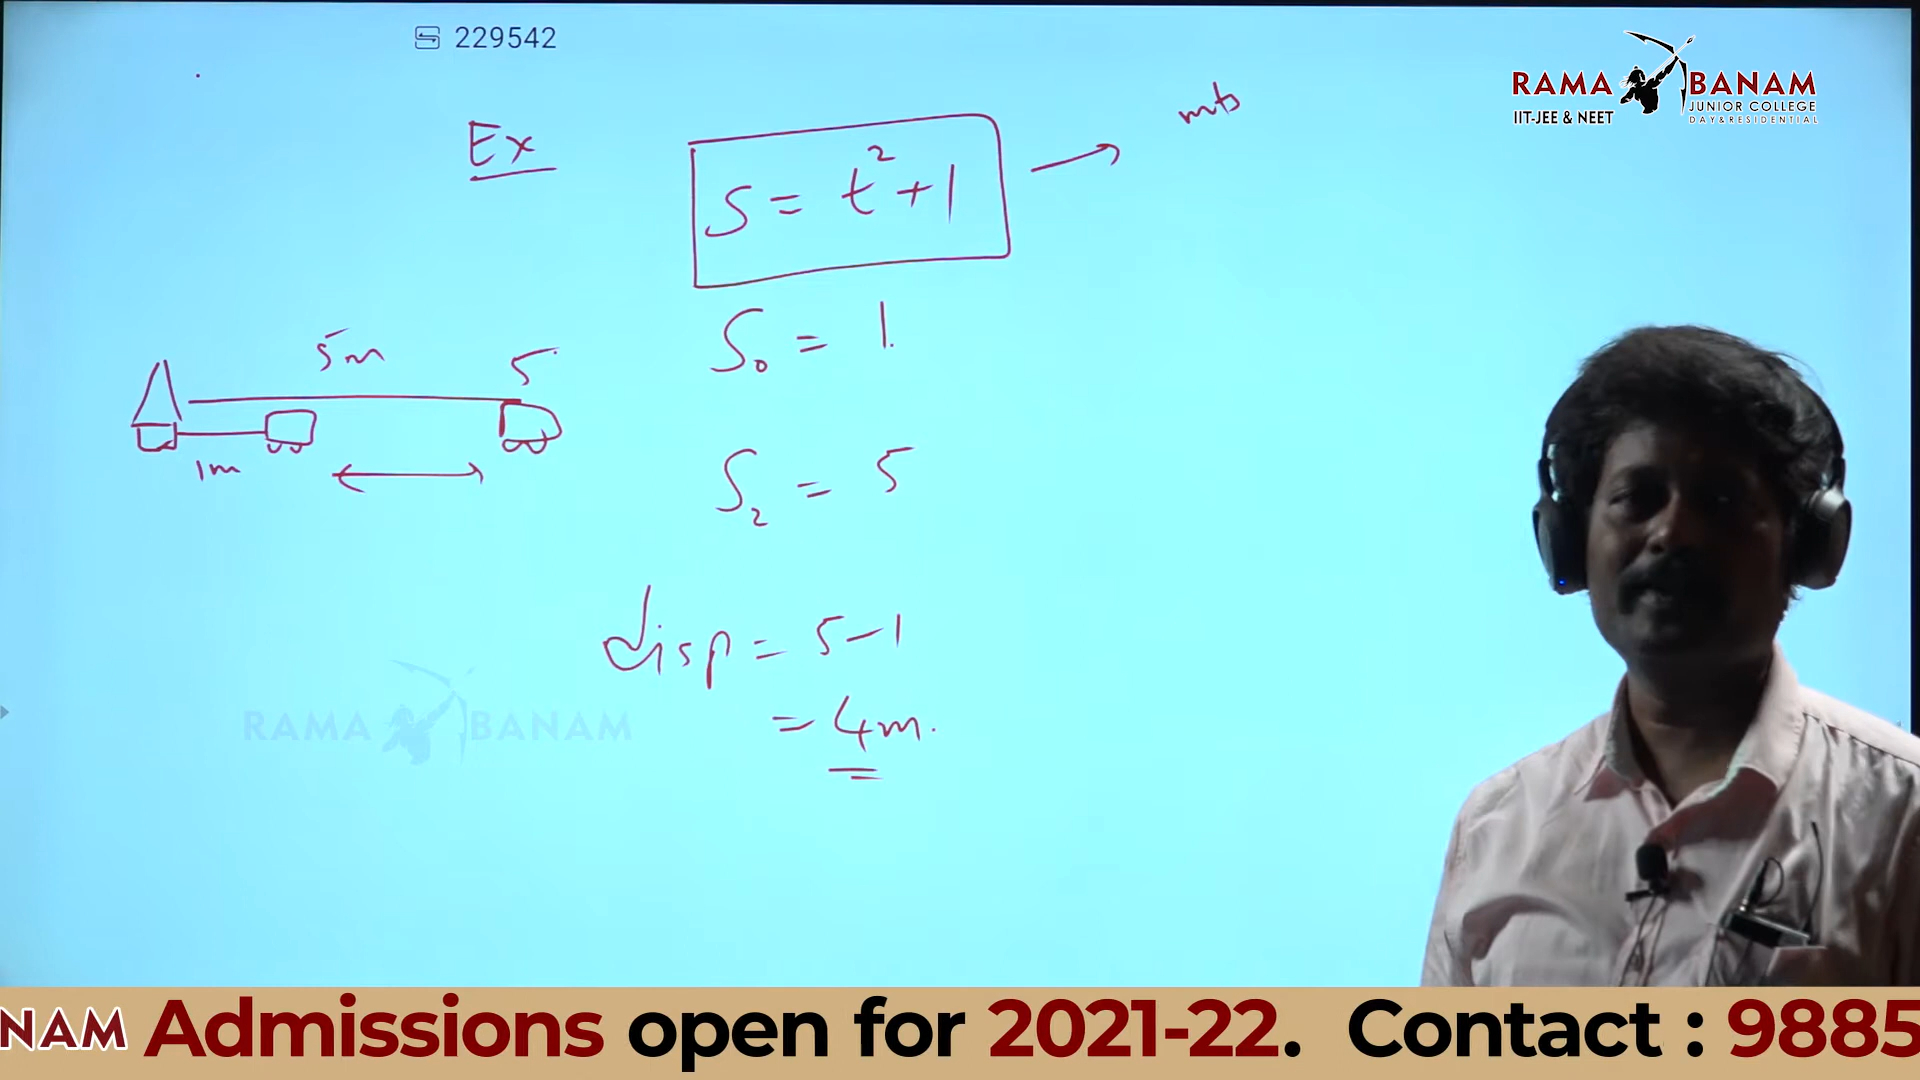 229542
RAMA BANAM
JUNIOR COLLEGE
IIT-JEE & NEET
DAY & RESIDENTIAL
mts
Ex
S = t² + 1
S₀ = 1
5m
5
1m
S₂ = 5
disp = 5-1
= 4m.
RAMA BANAM
NAM Admissions open for 2021-22. Contact : 9885